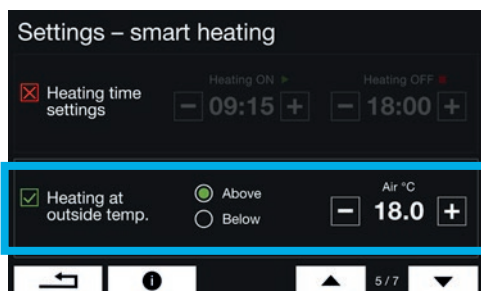 Settings – smart heating
Heating ON
Heating OFF
Heating time
settings
– 09:15 +
– 18:00 +
Heating at
outside temp.
Above
Below
Air °C
– 18.0 +
i
5/7